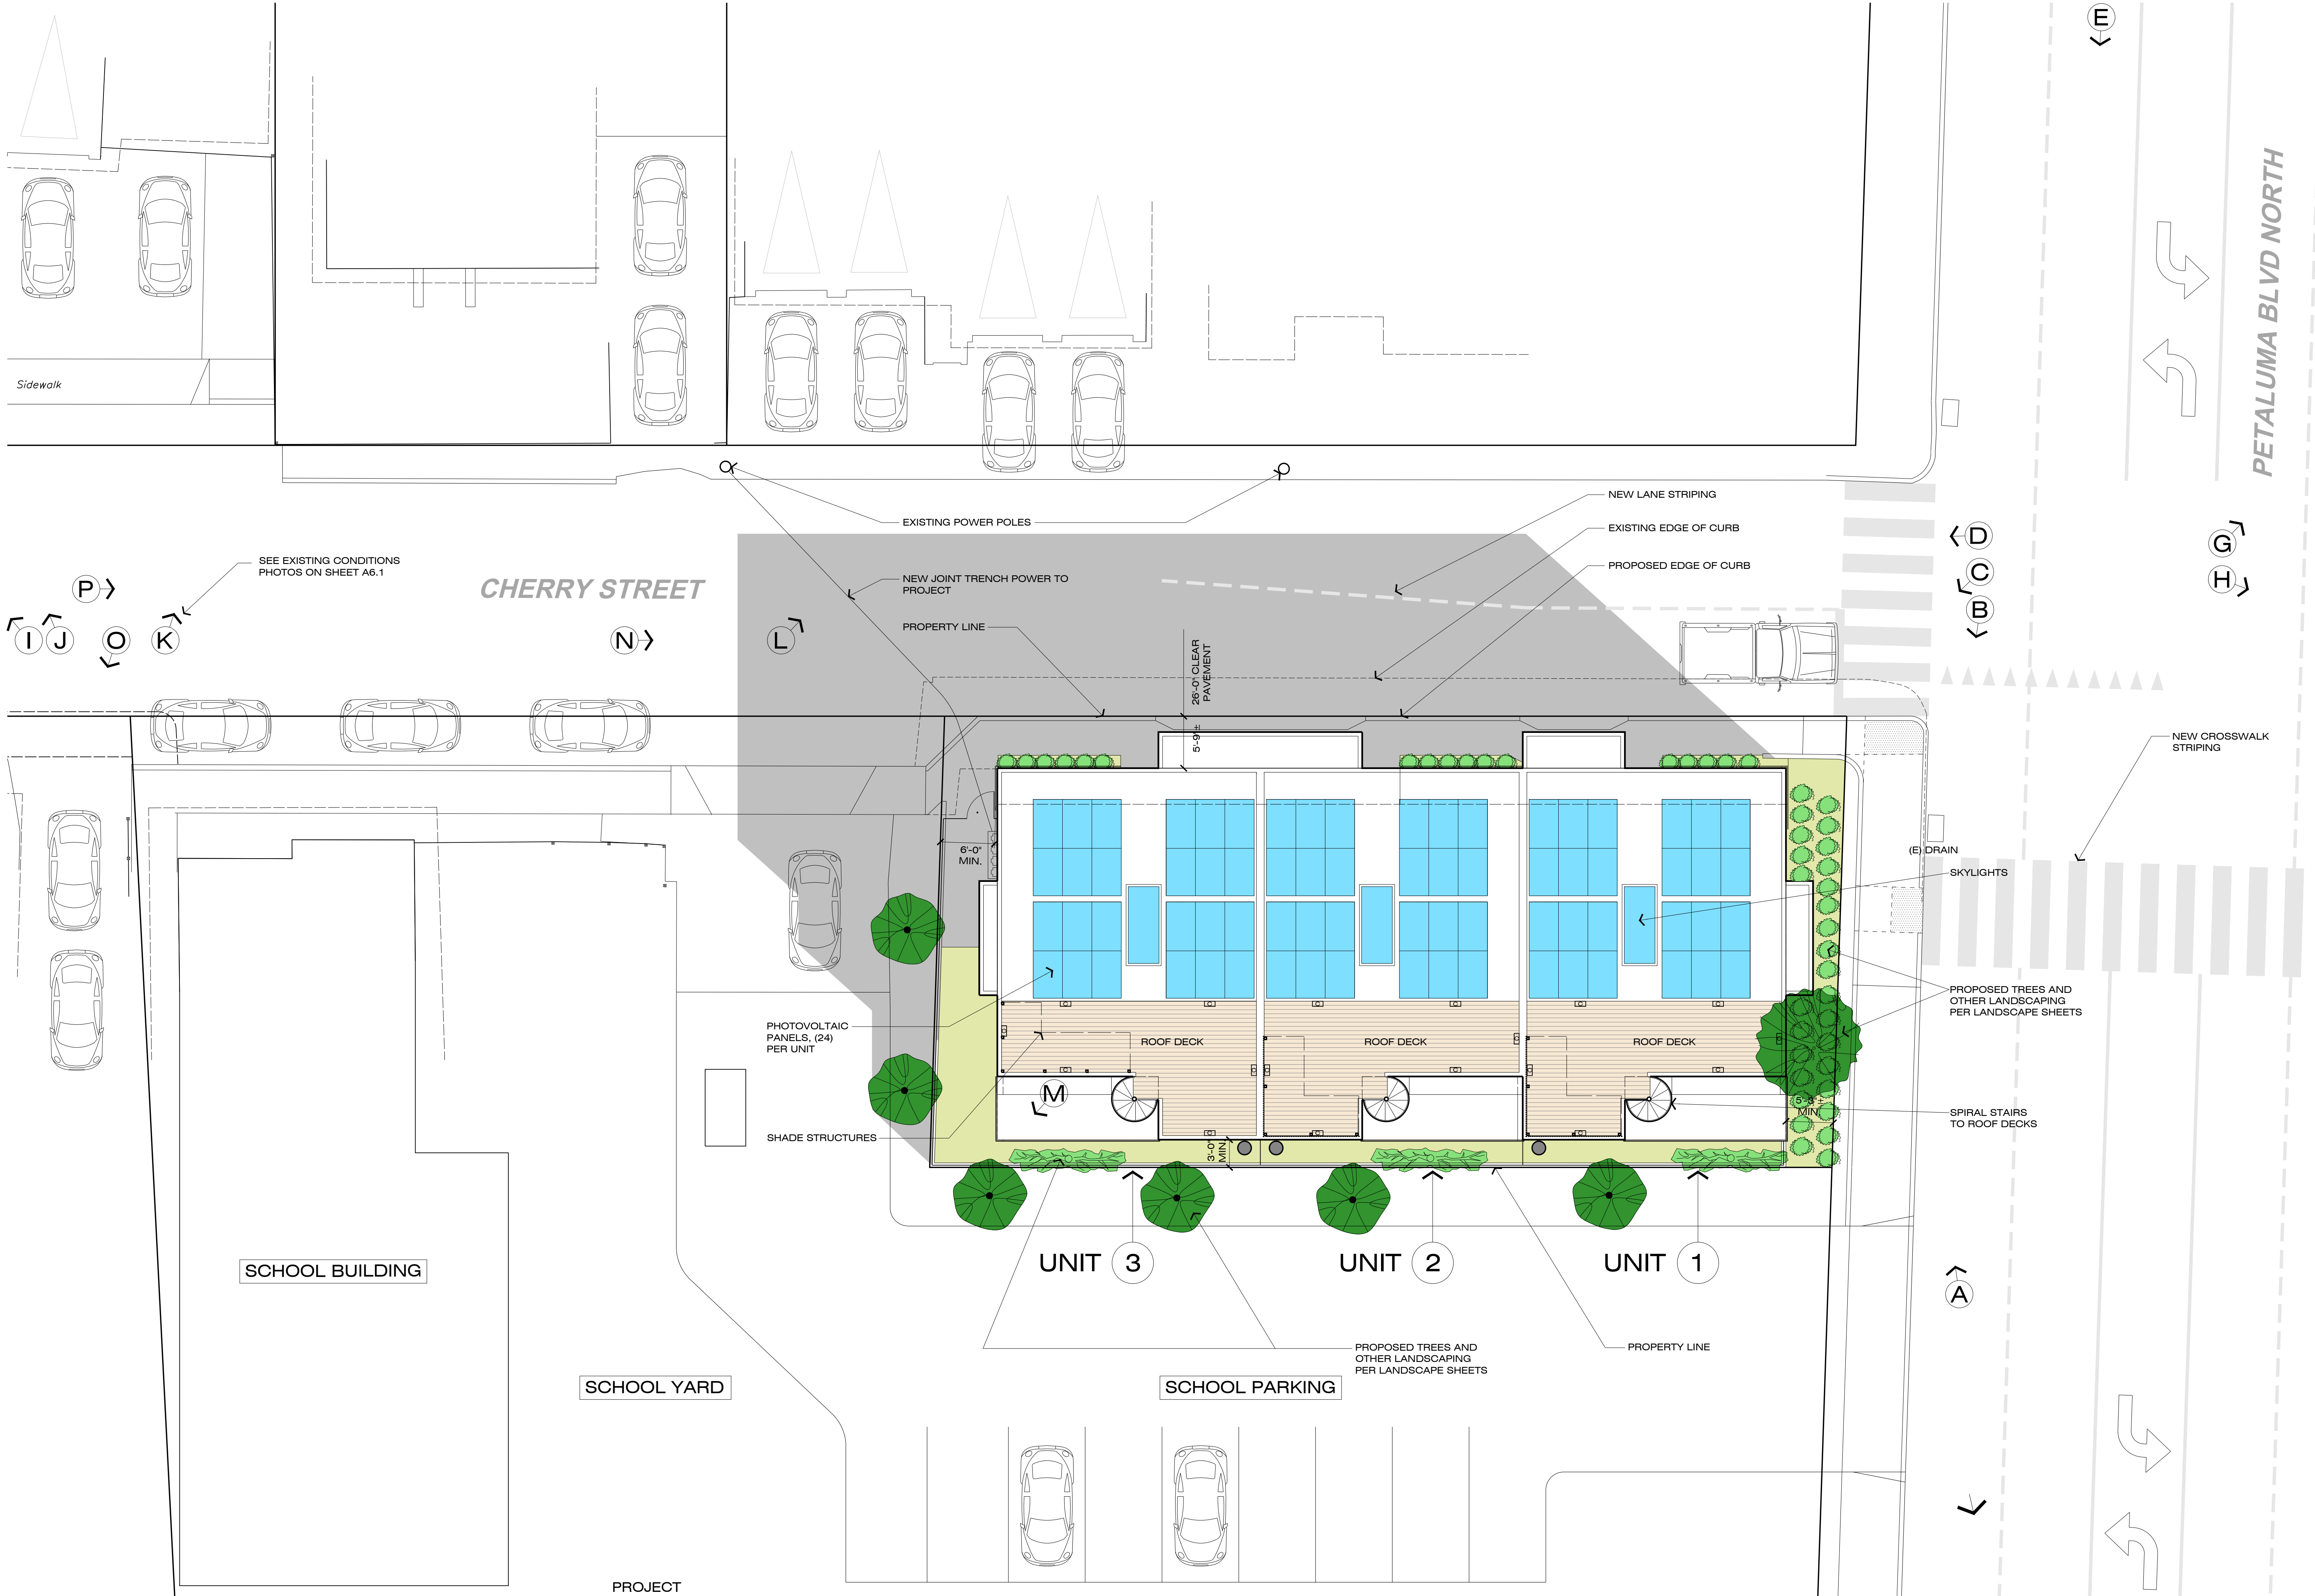 E
PETALUMA BLVD NORTH
Sidewalk
NEW LANE STRIPING
EXISTING POWER POLES
EXISTING EDGE OF CURB
D
G
SEE EXISTING CONDITIONS
PHOTOS ON SHEET A6.1
PROPOSED EDGE OF CURB
C
H
P
CHERRY STREET
NEW JOINT TRENCH POWER TO
PROJECT
B
PROPERTY LINE
I
J
O
K
N
L
26'-0" CLEAR
PAVEMENT
5'-9"±
NEW CROSSWALK
STRIPING
6'-0"
MIN.
(E) DRAIN
SKYLIGHTS
PROPOSED TREES AND
OTHER LANDSCAPING
PER LANDSCAPE SHEETS
PHOTOVOLTAIC
PANELS, (24)
PER UNIT
ROOF DECK
ROOF DECK
ROOF DECK
M
5'-3"±
MIN.
SPIRAL STAIRS
TO ROOF DECKS
SHADE STRUCTURES
3'-0"
MIN.
UNIT 3
UNIT 2
UNIT 1
SCHOOL BUILDING
A
PROPOSED TREES AND
OTHER LANDSCAPING
PER LANDSCAPE SHEETS
PROPERTY LINE
SCHOOL YARD
SCHOOL PARKING
PROJECT